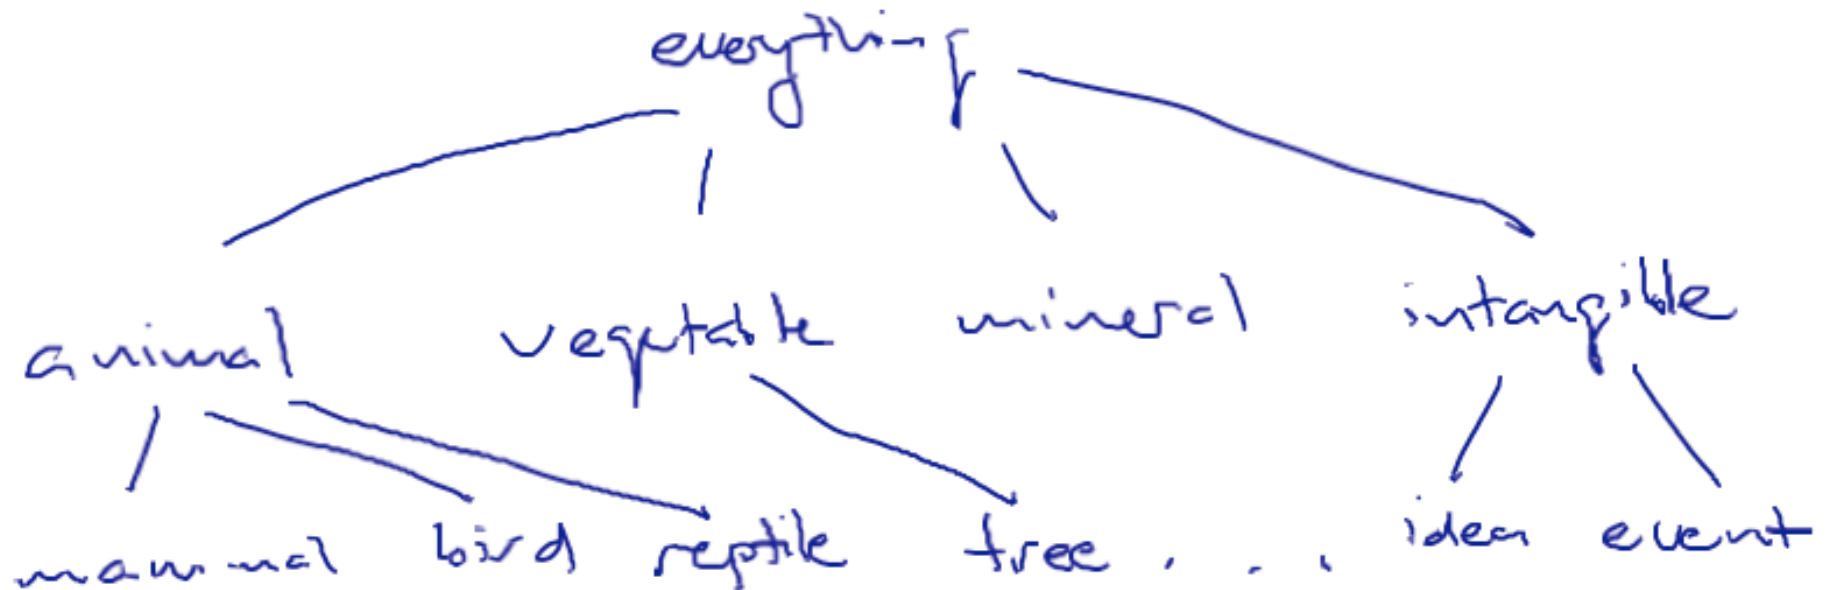 everything
animal vegetable mineral intangible
mammal bird reptile tree . . . idea event